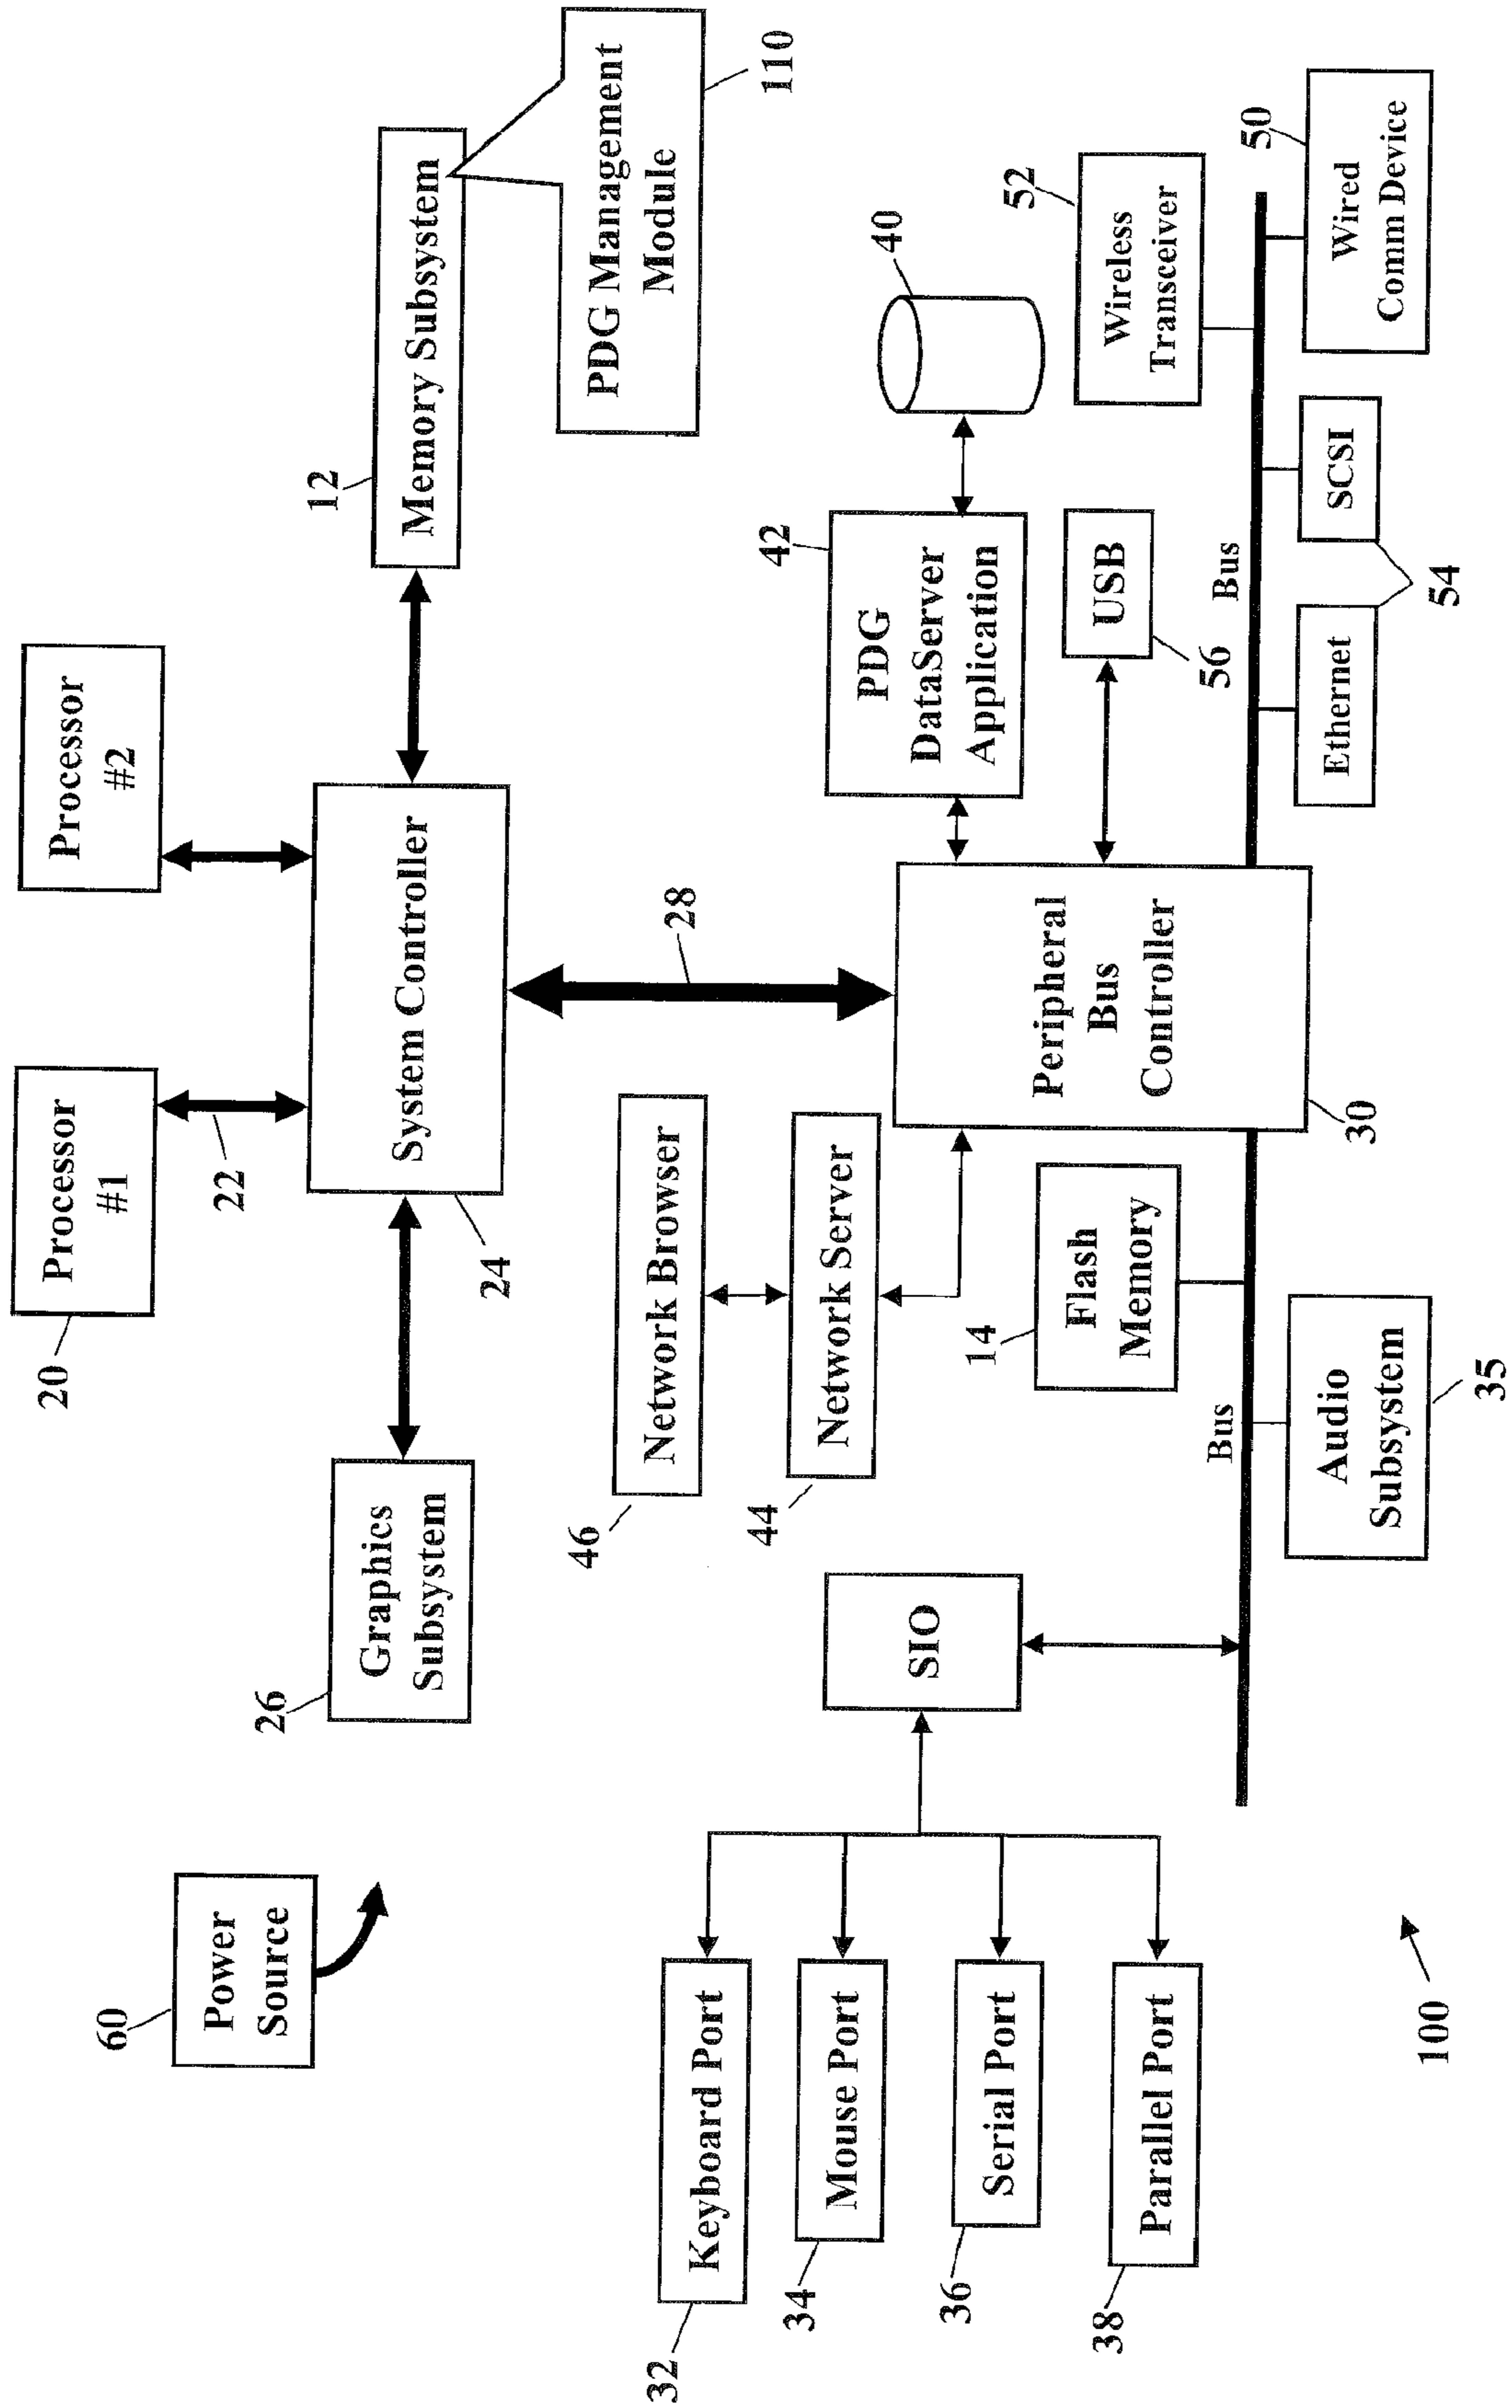 Processor
#1
20
22
Processor
#2
60
Power
Source
26
Graphics
Subsystem
24
System Controller
12
Memory Subsystem
PDG Management
Module
110
28
46
Network Browser
44
Network Server
42
PDG
DataServer
Application
40
32
Keyboard Port
34
Mouse Port
36
Serial Port
38
Parallel Port
SIO
14
Flash
Memory
Peripheral
Bus
Controller
30
USB
56
52
Wireless
Transceiver
Bus
Bus
50
Audio
Subsystem
35
Ethernet
SCSI
54
Wired
Comm Device
100